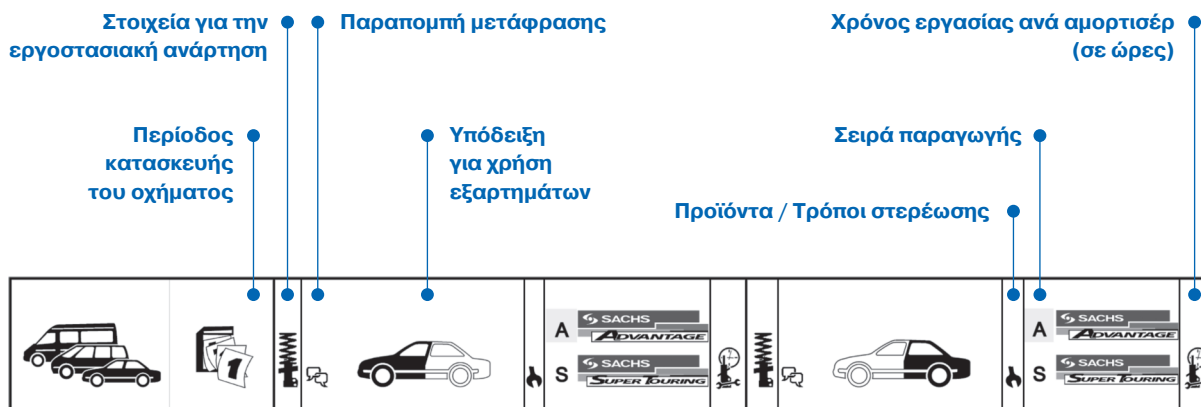 Στοιχεία για την
εργοστασιακή ανάρτηση
Παραπομπή μετάφρασης
Χρόνος εργασίας ανά αμορτισέρ
(σε ώρες)
Περίοδος
κατασκευής
του οχήματος
Υπόδειξη
για χρήση
εξαρτημάτων
Σειρά παραγωγής
Προϊόντα / Τρόποι στερέωσης
1
A SACHS
ADVANTAGE
S SACHS
SUPER TOURING
A SACHS
ADVANTAGE
S SACHS
SUPER TOURING